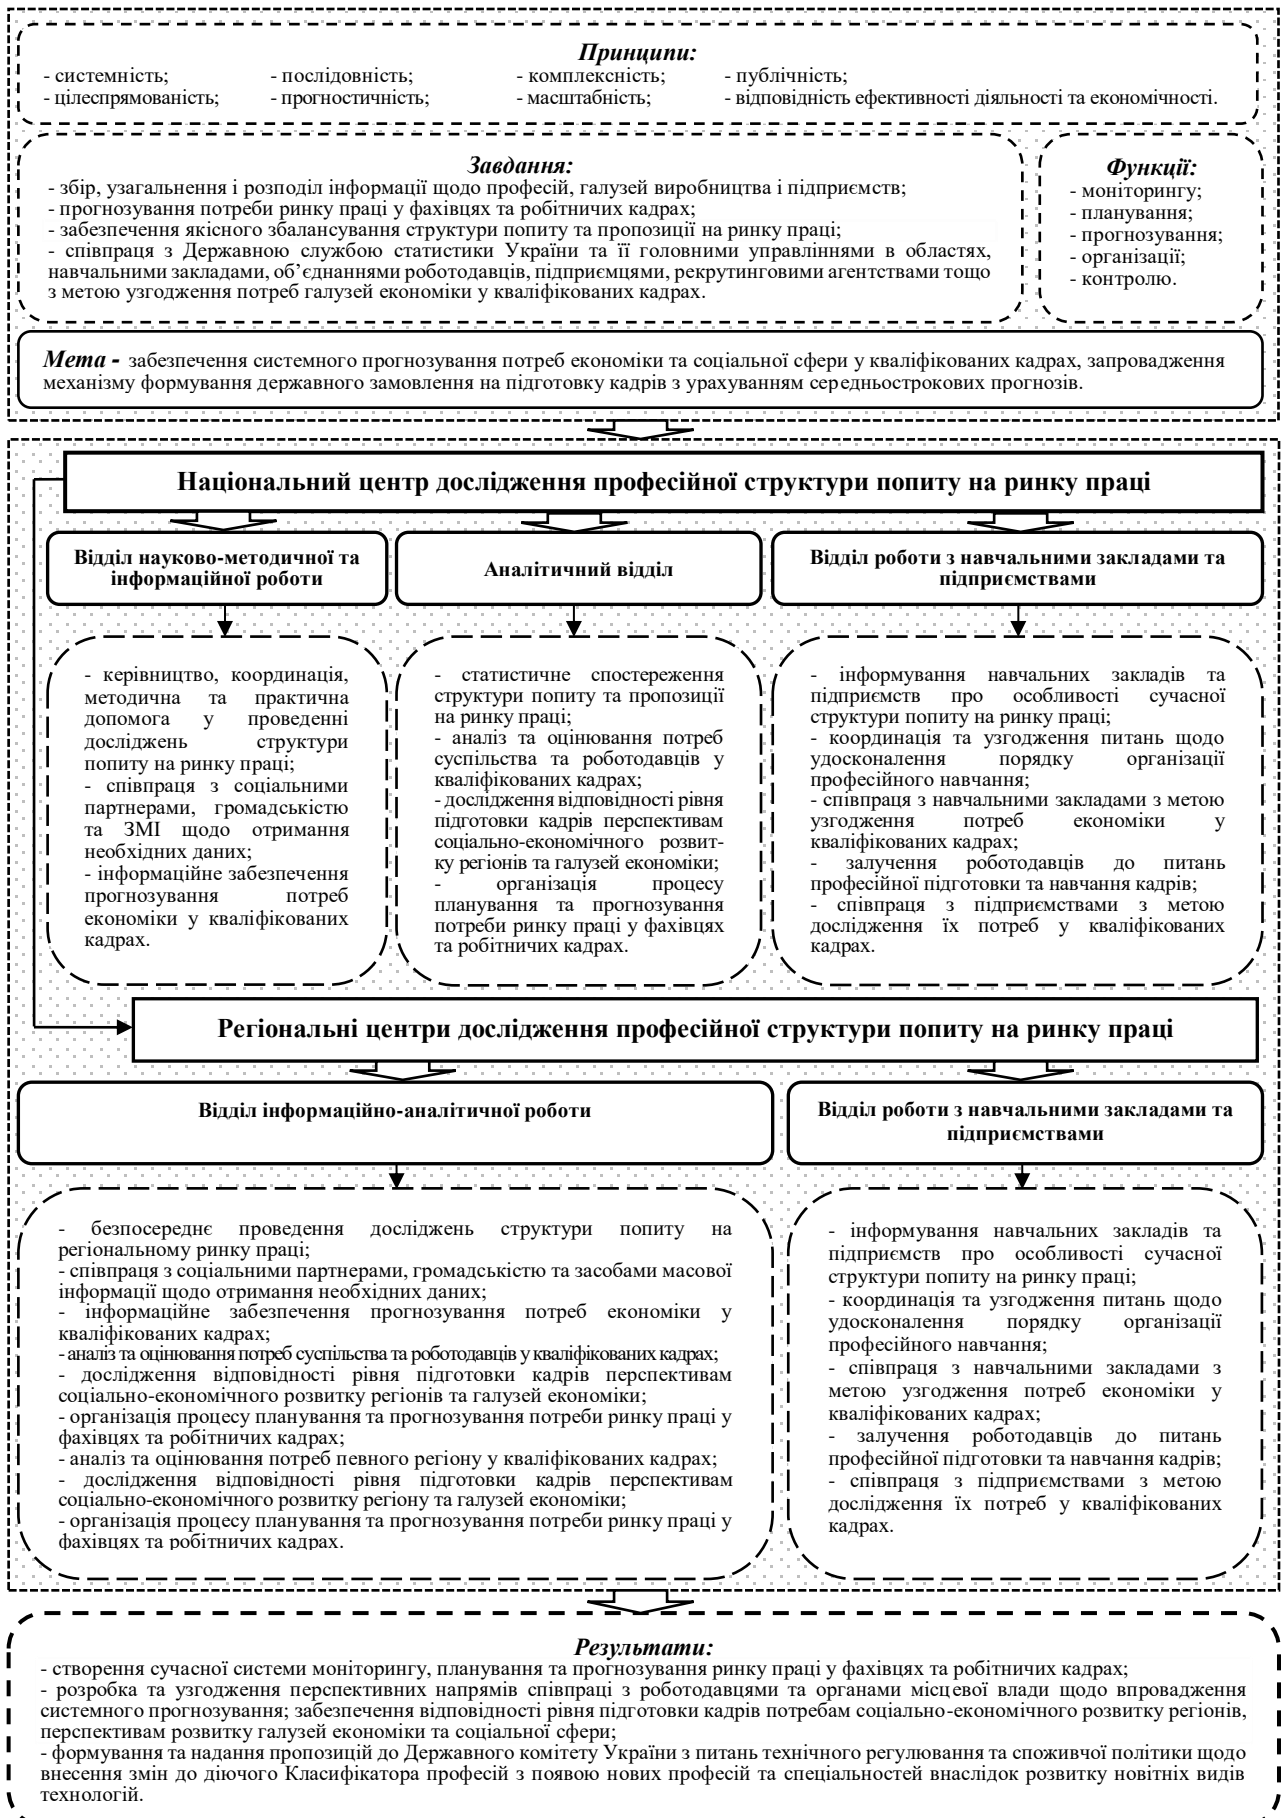 Принципи:
- системність; - послідовність; - комплексність; - публічність;
- цілеспрямованість; - прогностичність; - масштабність; - відповідність ефективності діяльності та економічності.
Завдання:
- збір, узагальнення і розподіл інформації щодо професій, галузей виробництва і підприємств;
- прогнозування потреби ринку праці у фахівцях та робітничих кадрах;
- забезпечення якісного збалансування структури попиту та пропозиції на ринку праці;
- співпраця з Державною службою статистики України та її головними управліннями в областях,
навчальними закладами, об’єднаннями роботодавців, підприємцями, рекрутинговими агентствами тощо
з метою узгодження потреб галузей економіки у кваліфікованих кадрах.
Функції:
- моніторингу;
- планування;
- прогнозування;
- організації;
- контролю.
Мета - забезпечення системного прогнозування потреб економіки та соціальної сфери у кваліфікованих кадрах, запровадження
механізму формування державного замовлення на підготовку кадрів з урахуванням середньострокових прогнозів.
Національний центр дослідження професійної структури попиту на ринку праці
Відділ науково-методичної та
інформаційної роботи
Аналітичний відділ
Відділ роботи з навчальними закладами та
підприємствами
- керівництво, координація,
методична та практична
допомога у проведенні
досліджень структури
попиту на ринку праці;
- співпраця з соціальними
партнерами, громадськістю
та ЗМІ щодо отримання
необхідних даних;
- інформаційне забезпечення
прогнозування потреб
економіки у кваліфікованих
кадрах.
- статистичне спостереження
структури попиту та пропозиції
на ринку праці;
- аналіз та оцінювання потреб
суспільства та роботодавців у
кваліфікованих кадрах;
- дослідження відповідності рівня
підготовки кадрів перспективам
соціально-економічного розвит-
ку регіонів та галузей економіки;
- організація процесу
планування та прогнозування
потреби ринку праці у фахівцях
та робітничих кадрах.
- інформування навчальних закладів та
підприємств про особливості сучасної
структури попиту на ринку праці;
- координація та узгодження питань щодо
удосконалення порядку організації
професійного навчання;
- співпраця з навчальними закладами з метою
узгодження потреб економіки у
кваліфікованих кадрах;
- залучення роботодавців до питань
професійної підготовки та навчання кадрів;
- співпраця з підприємствами з метою
дослідження їх потреб у кваліфікованих
кадрах.
Регіональні центри дослідження професійної структури попиту на ринку праці
Відділ інформаційно-аналітичної роботи
Відділ роботи з навчальними закладами та
підприємствами
- безпосереднє проведення досліджень структури попиту на
регіональному ринку праці;
- співпраця з соціальними партнерами, громадськістю та засобами масової
інформації щодо отримання необхідних даних;
- інформаційне забезпечення прогнозування потреб економіки у
кваліфікованих кадрах;
- аналіз та оцінювання потреб суспільства та роботодавців у кваліфікованих кадрах;
- дослідження відповідності рівня підготовки кадрів перспективам
соціально-економічного розвитку регіонів та галузей економіки;
- організація процесу планування та прогнозування потреби ринку праці у
фахівцях та робітничих кадрах;
- аналіз та оцінювання потреб певного регіону у кваліфікованих кадрах;
- дослідження відповідності рівня підготовки кадрів перспективам
соціально-економічного розвитку регіону та галузей економіки;
- організація процесу планування та прогнозування потреби ринку праці у
фахівцях та робітничих кадрах.
- інформування навчальних закладів та
підприємств про особливості сучасної
структури попиту на ринку праці;
- координація та узгодження питань щодо
удосконалення порядку організації
професійного навчання;
- співпраця з навчальними закладами з
метою узгодження потреб економіки у
кваліфікованих кадрах;
- залучення роботодавців до питань
професійної підготовки та навчання кадрів;
- співпраця з підприємствами з метою
дослідження їх потреб у кваліфікованих
кадрах.
Результати:
- створення сучасної системи моніторингу, планування та прогнозування ринку праці у фахівцях та робітничих кадрах;
- розробка та узгодження перспективних напрямів співпраці з роботодавцями та органами місцевої влади щодо впровадження
системного прогнозування; забезпечення відповідності рівня підготовки кадрів потребам соціально-економічного розвитку регіонів,
перспективам розвитку галузей економіки та соціальної сфери;
- формування та надання пропозицій до Державного комітету України з питань технічного регулювання та споживчої політики щодо
внесення змін до діючого Класифікатора професій з появою нових професій та спеціальностей внаслідок розвитку новітніх видів
технологій.